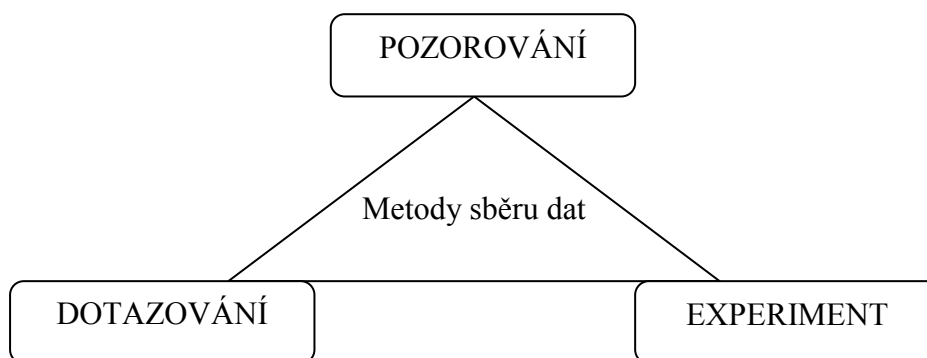 POZOROVÁNÍ
Metody sběru dat
DOTAZOVÁNÍ
EXPERIMENT